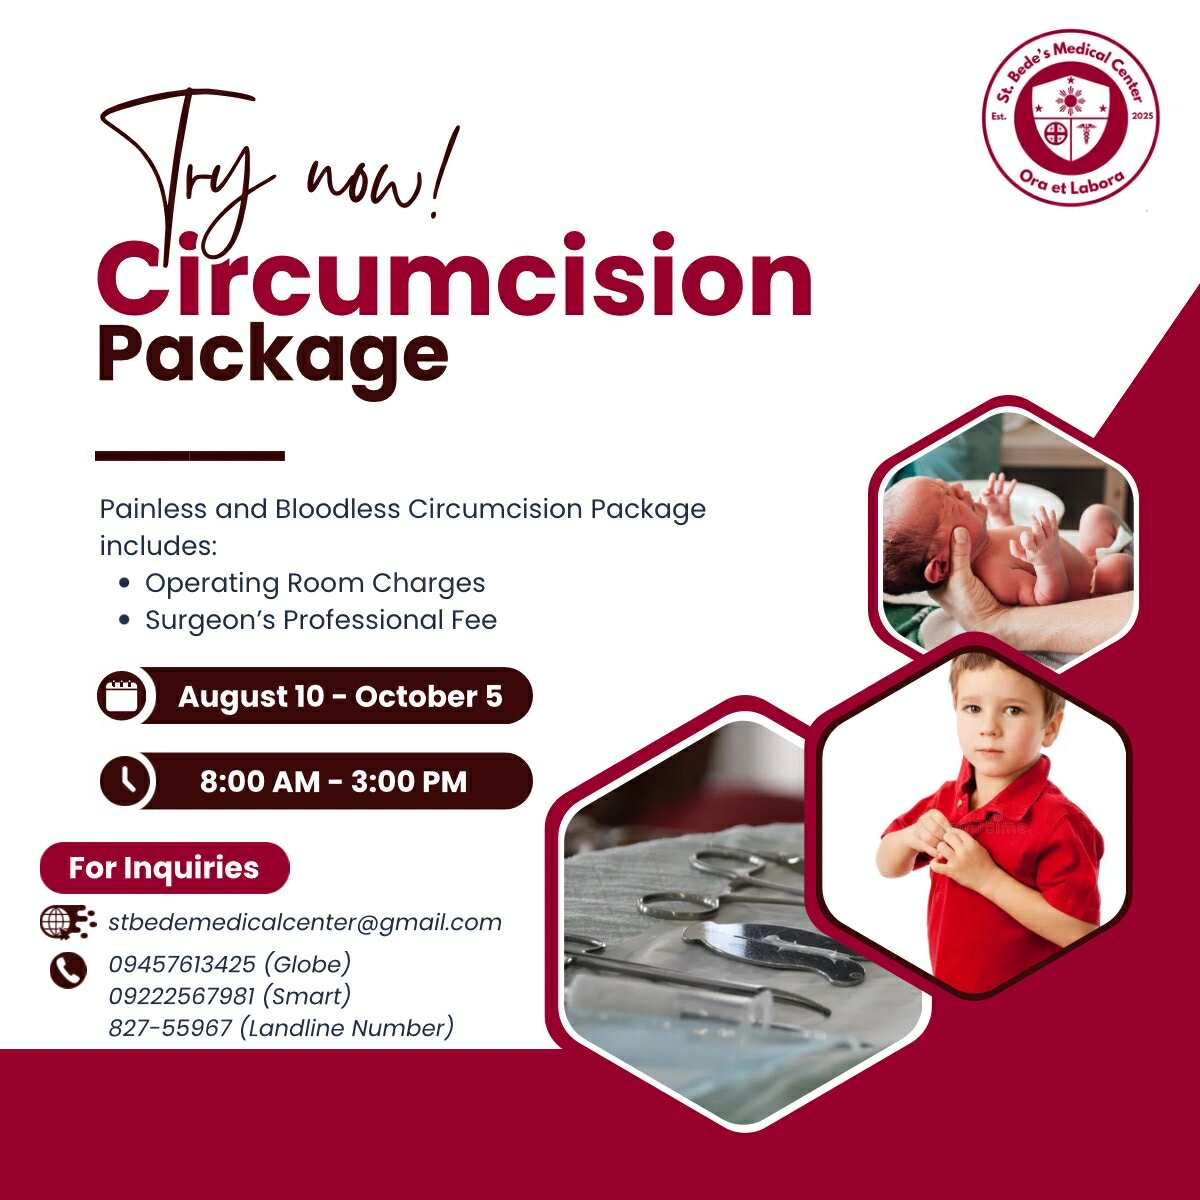 St. Bede's Medical Center
Est. 2025
Ora et Labora
Try now!
Circumcision
Package
Painless and Bloodless Circumcision Package
includes:
• Operating Room Charges
• Surgeon's Professional Fee
August 10 - October 5
8:00 AM - 3:00 PM
For Inquiries
stbedemedicalcenter@gmail.com
09457613425 (Globe)
09222567981 (Smart)
827-55967 (Landline Number)